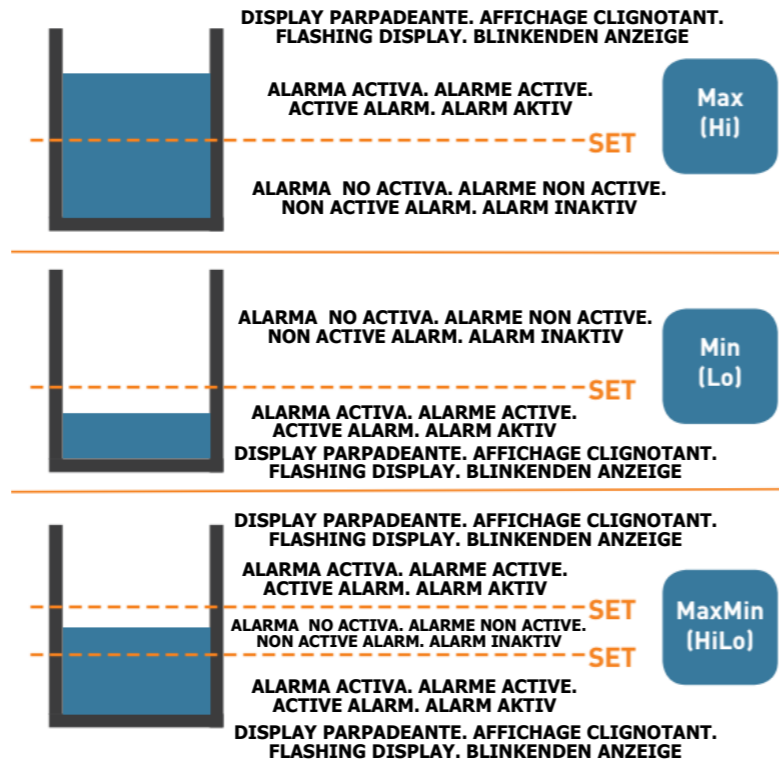 DISPLAY PARPADEANTE. AFFICHAGE CLIGNOTANT.
FLASHING DISPLAY. BLINKENDEN ANZEIGE
ALARMA ACTIVA. ALARME ACTIVE.
ACTIVE ALARM. ALARM AKTIV
Max
(Hi)
SET
ALARMA NO ACTIVA. ALARME NON ACTIVE.
NON ACTIVE ALARM. ALARM INAKTIV
ALARMA NO ACTIVA. ALARME NON ACTIVE.
NON ACTIVE ALARM. ALARM INAKTIV
Min
(Lo)
SET
ALARMA ACTIVA. ALARME ACTIVE.
ACTIVE ALARM. ALARM AKTIV
DISPLAY PARPADEANTE. AFFICHAGE CLIGNOTANT.
FLASHING DISPLAY. BLINKENDEN ANZEIGE
DISPLAY PARPADEANTE. AFFICHAGE CLIGNOTANT.
FLASHING DISPLAY. BLINKENDEN ANZEIGE
ALARMA ACTIVA. ALARME ACTIVE.
ACTIVE ALARM. ALARM AKTIV
SET
MaxMin
(HiLo)
ALARMA NO ACTIVA. ALARME NON ACTIVE.
NON ACTIVE ALARM. ALARM INAKTIV
SET
ALARMA ACTIVA. ALARME ACTIVE.
ACTIVE ALARM. ALARM AKTIV
DISPLAY PARPADEANTE. AFFICHAGE CLIGNOTANT.
FLASHING DISPLAY. BLINKENDEN ANZEIGE